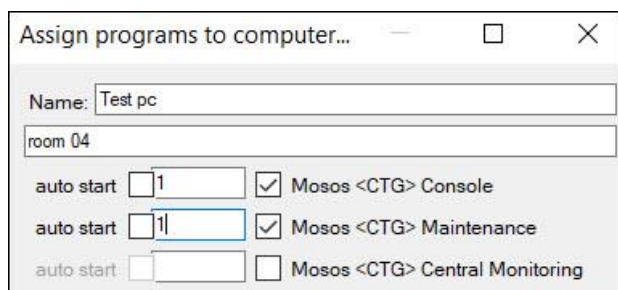 Assign programs to computer...
Name: Test pc
room 04
auto start 1 Mosos <CTG> Console
auto start 1 Mosos <CTG> Maintenance
auto start Mosos <CTG> Central Monitoring